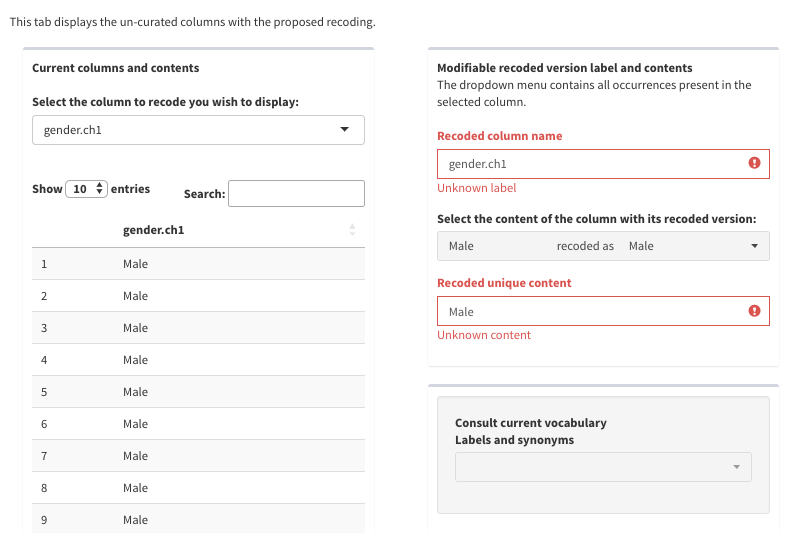 This tab displays the un-curated columns with the proposed recoding.
Current columns and contents
Select the column to recode you wish to display:
gender.ch1
Show 10 entries
Search:
gender.ch1
1 Male
2 Male
3 Male
4 Male
5 Male
6 Male
7 Male
8 Male
9 Male
Modifiable recoded version label and contents
The dropdown menu contains all occurrences present in the
selected column.
Recoded column name
gender.ch1
Unknown label
Select the content of the column with its recoded version:
Male recoded as Male
Recoded unique content
Male
Unknown content
Consult current vocabulary
Labels and synonyms